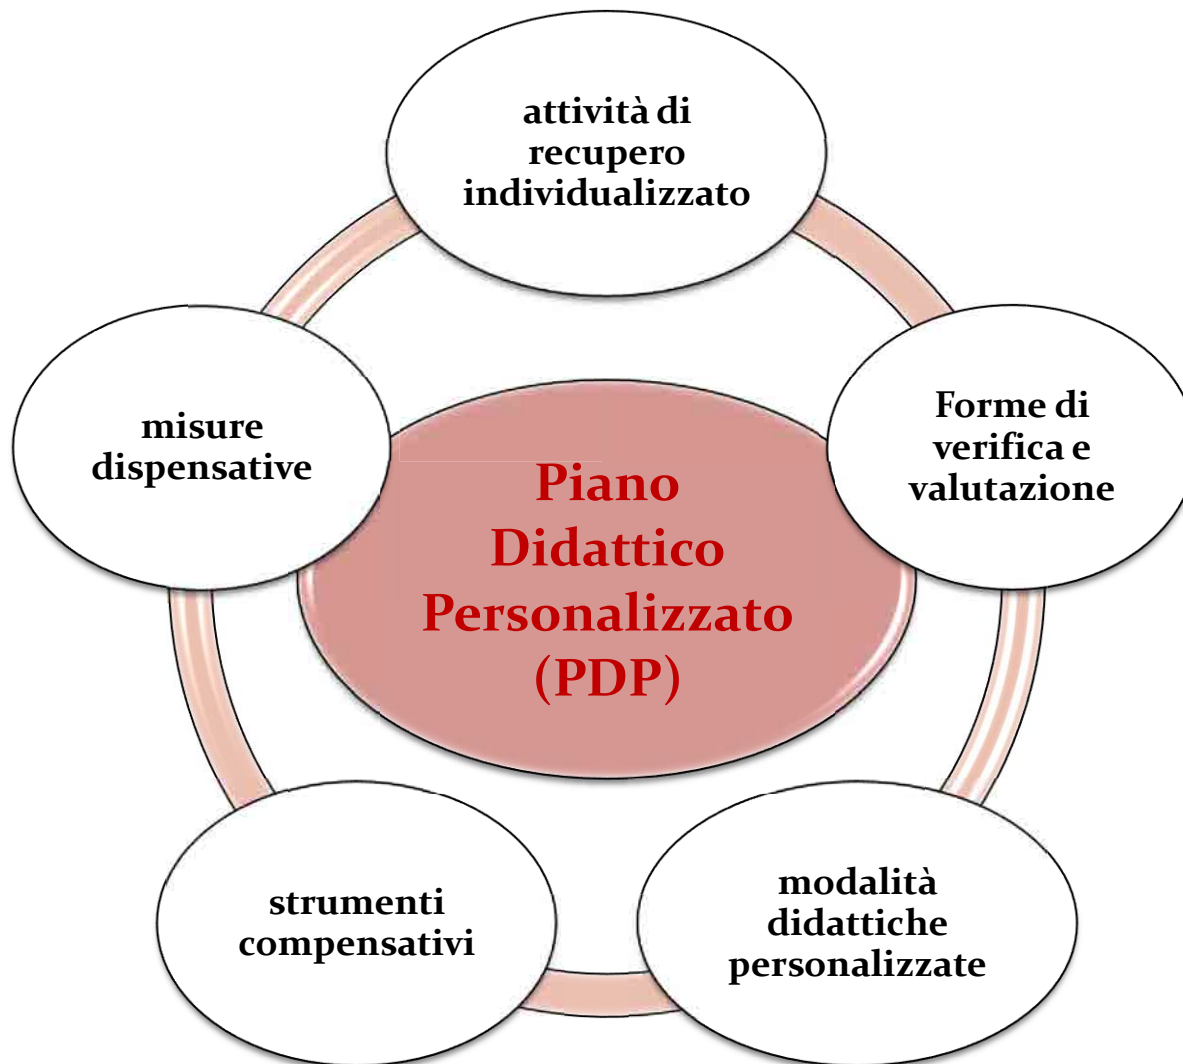 attività di
recupero
individualizzato
misure
dispensative
Forme di
verifica e
valutazione
Piano
Didattico
Personalizzato
(PDP)
strumenti
compensativi
modalità
didattiche
personalizzate